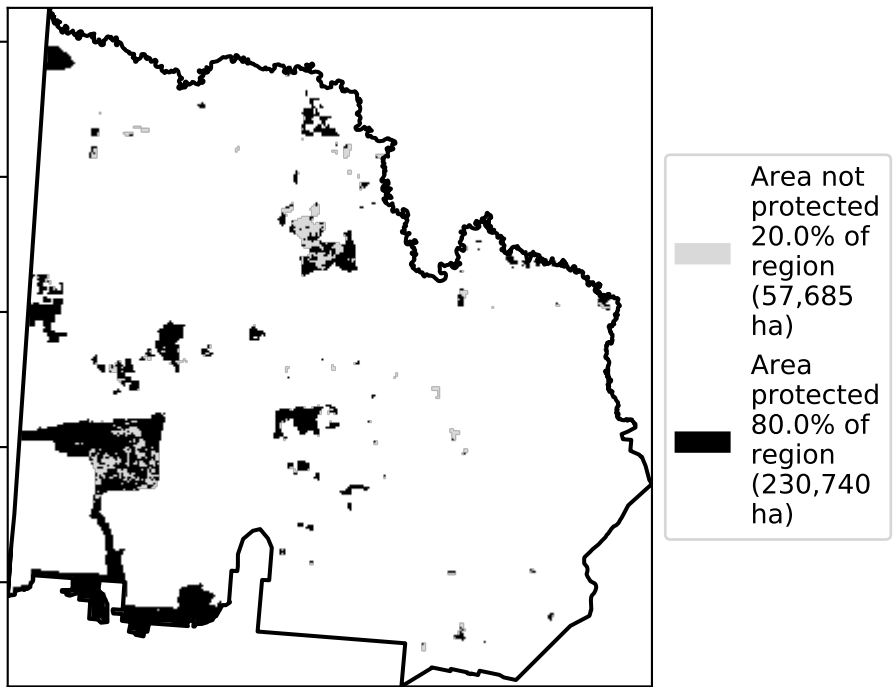 Area not
protected
20.0% of
region
(57,685
ha)
Area
protected
80.0% of
region
(230,740
ha)